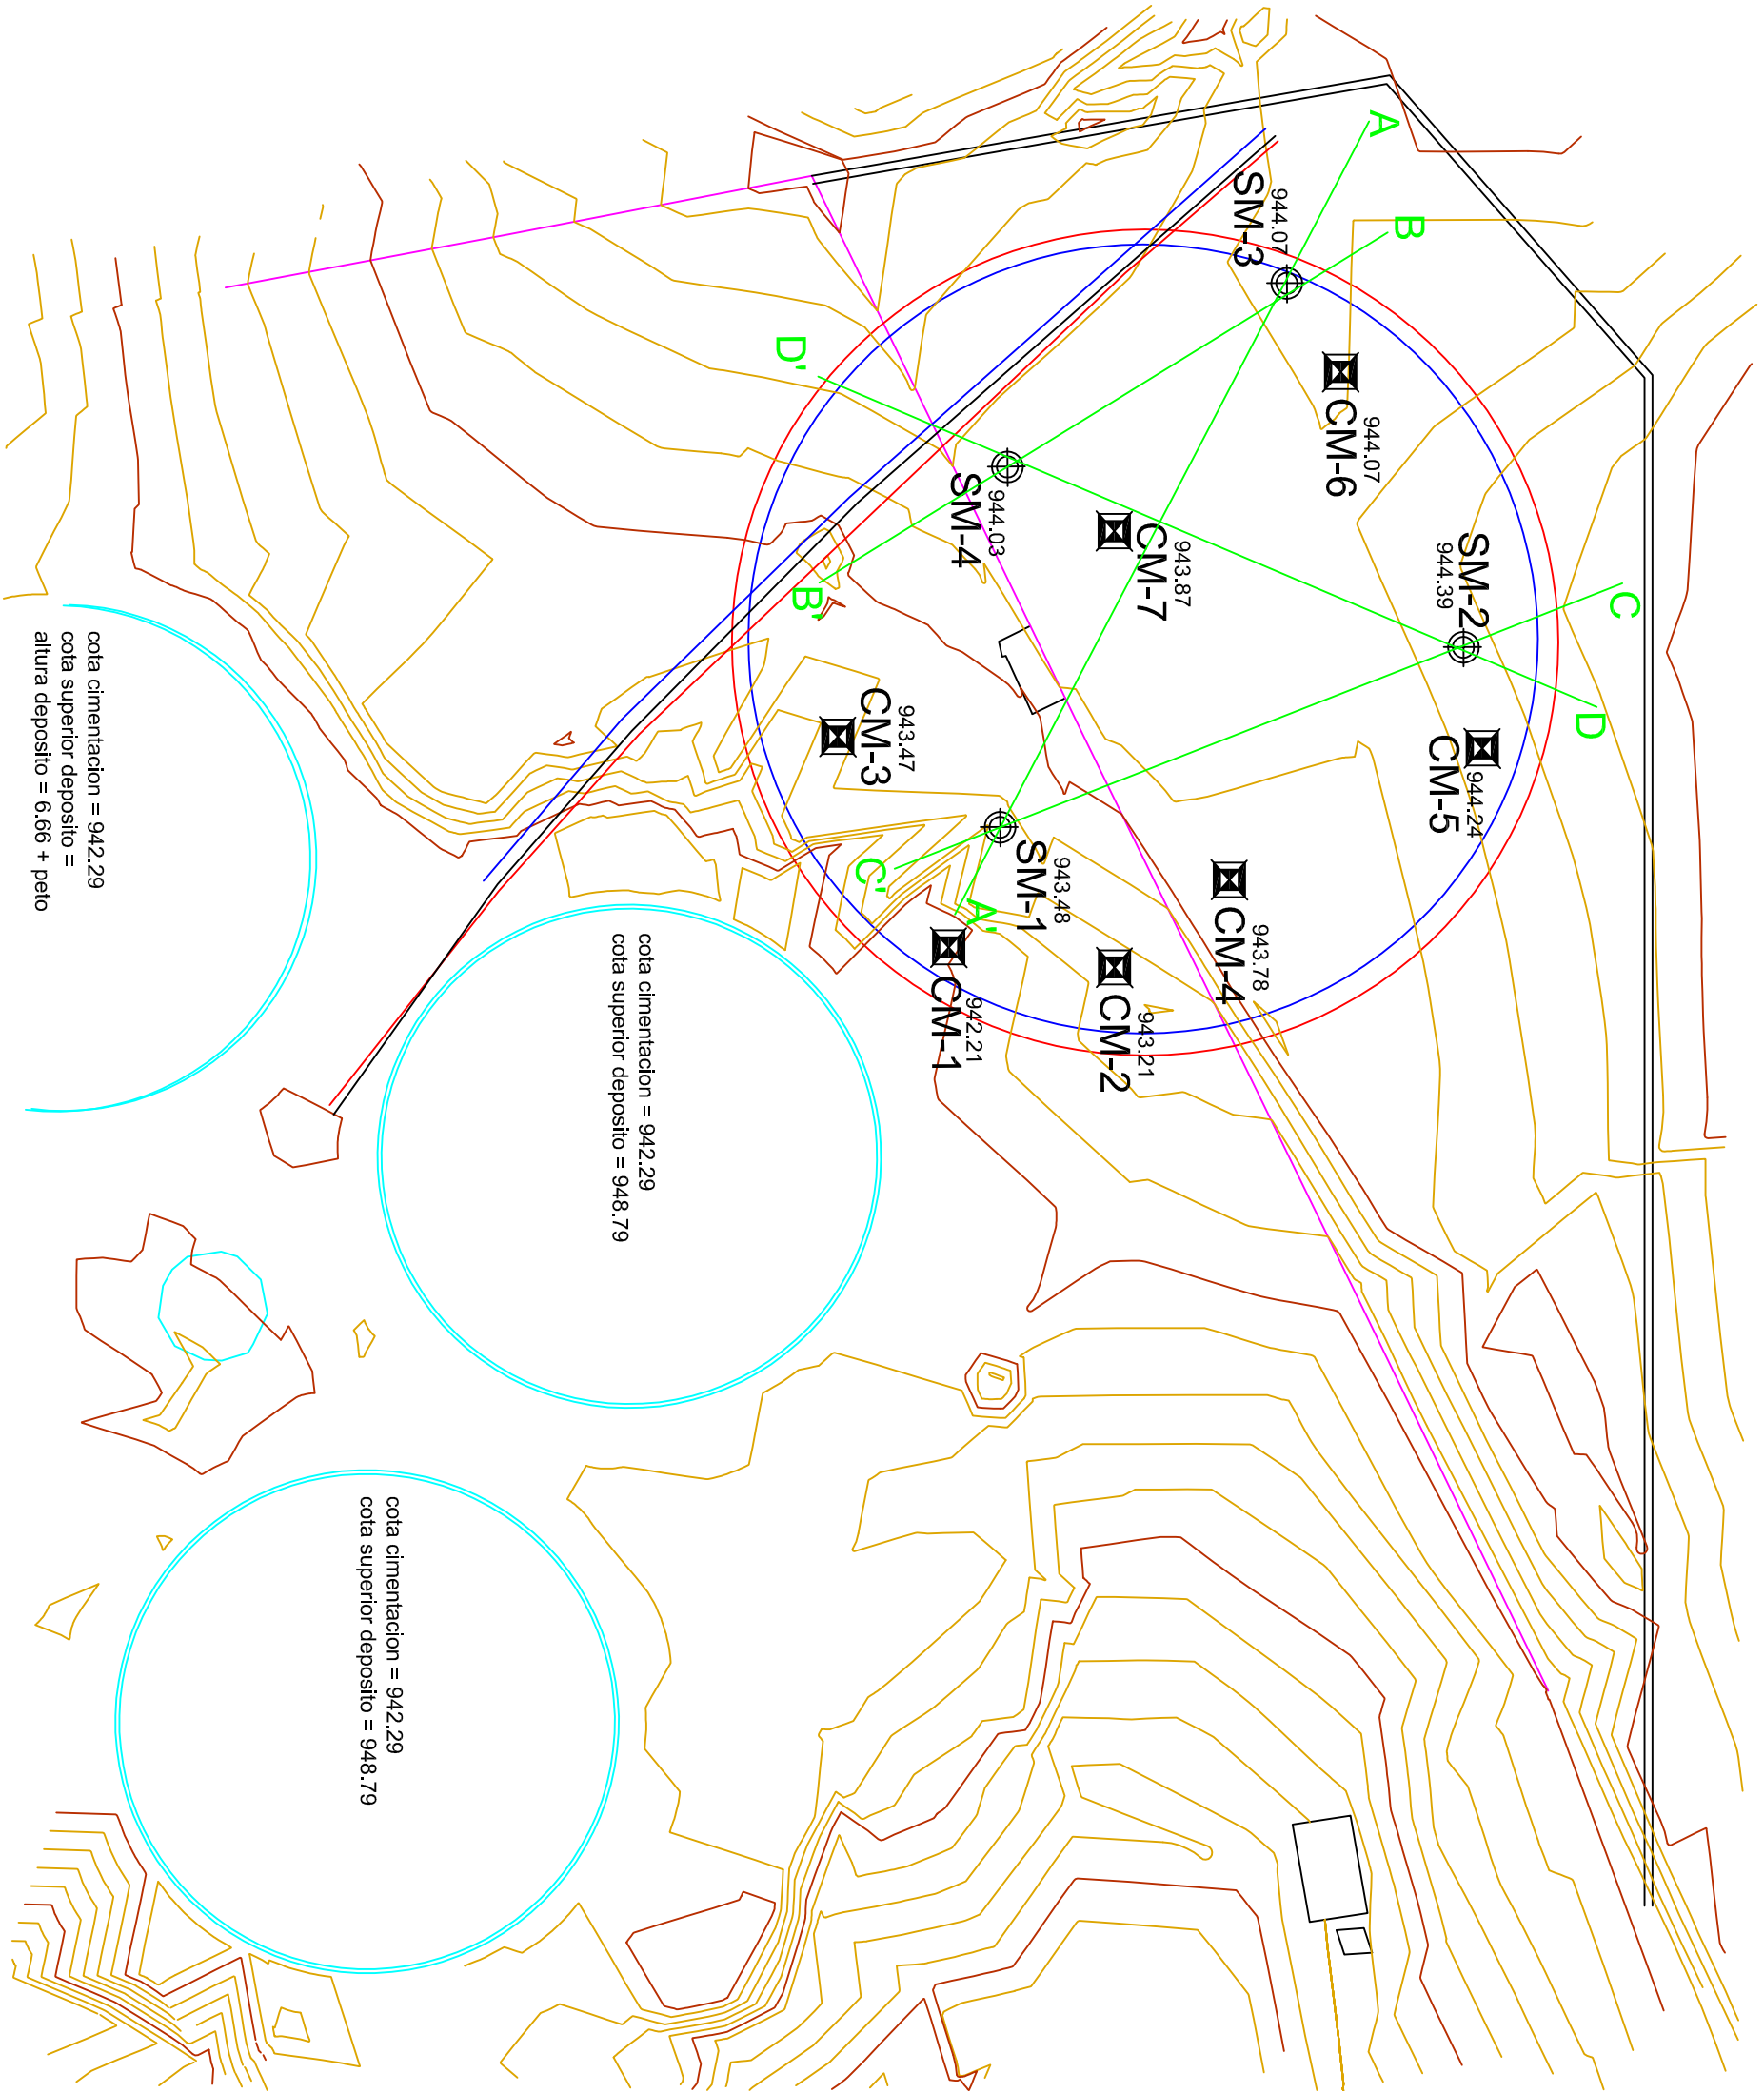 A
B
SM-3
944.07
D'
CM-6
944.07
SM-4
944.03
CM-7
943.87
SM-2
944.39
C
B'
D
CM-3
943.47
CM-5
944.24
SM-1
943.48
C'
A'
CM-4
943.78
CM-1
942.21
CM-2
943.21
cota cimentacion = 942.29
cota superior deposito =
altura deposito = 6.66 + peto
cota cimentacion = 942.29
cota superior deposito = 948.79
cota cimentacion = 942.29
cota superior deposito = 948.79